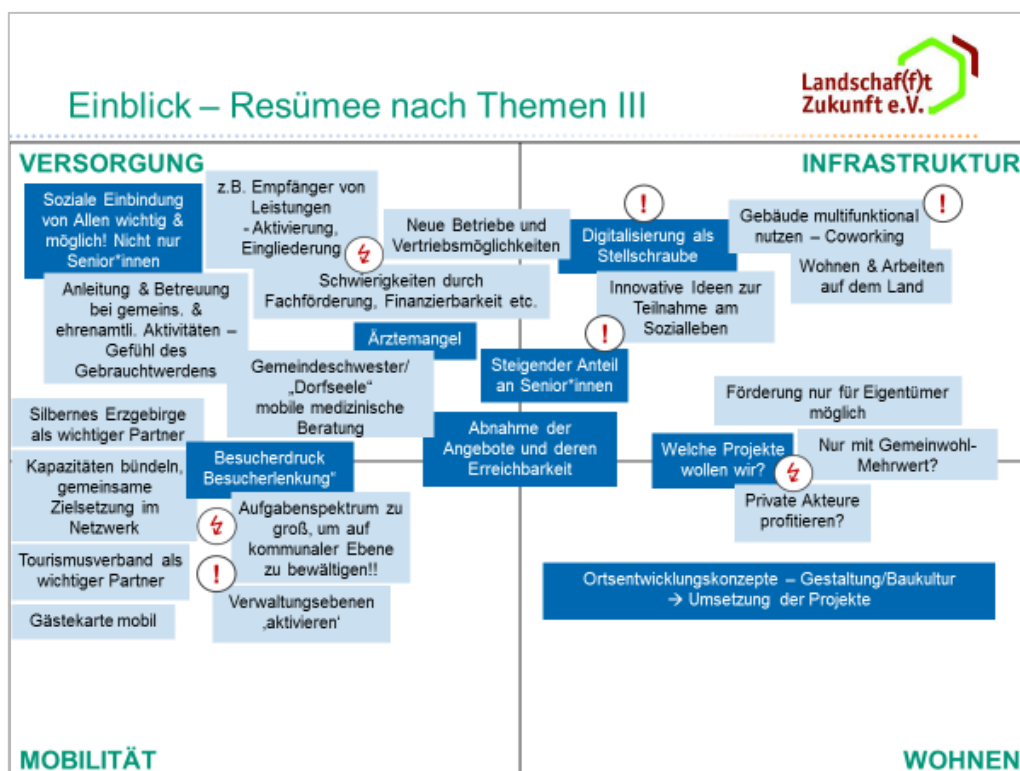 Einblick – Resümee nach Themen III
Landschaf(f)t
Zukunft e.V.
VERSORGUNG
INFRASTRUKTUR
Soziale Einbindung
von Allen wichtig &
möglich! Nicht nur
Senior*innen
z.B. Empfänger von
Leistungen
- Aktivierung,
Eingliederung
Neue Betriebe und
Vertriebsmöglichkeiten
Schwierigkeiten durch
Fachförderung, Finanzierbarkeit etc.
Anleitung & Betreuung
bei gemeins. &
ehrenamtli. Aktivitäten –
Gefühl des
Gebrauchtwerdens
Ärztemangel
Gemeindeschwester/
„Dorfseele“
mobile medizinische
Beratung
!
Digitalisierung als
Stellschraube
!
Gebäude multifunktional
nutzen – Coworking
Wohnen & Arbeiten
auf dem Land
Innovative Ideen zur
Teilnahme am
Sozialleben
!
Steigender Anteil
an Senior*innen
Abnahme der
Angebote und deren
Erreichbarkeit
Förderung nur für Eigentümer
möglich
Welche Projekte
wollen wir?
Nur mit Gemeinwohl-
Mehrwert?
Private Akteure
profitieren?
Silbernes Erzgebirge
als wichtiger Partner
Kapazitäten bündeln,
gemeinsame
Zielsetzung im
Netzwerk
Besucherdruck
Besucherlenkung“
Aufgabenspektrum zu
groß, um auf
kommunaler Ebene
zu bewältigen!!
Tourismusverband als
wichtiger Partner
!
Verwaltungsebenen
‚aktivieren‘
Gästekarte mobil
Ortsentwicklungskonzepte – Gestaltung/Baukultur
→ Umsetzung der Projekte
MOBILITÄT
WOHNEN